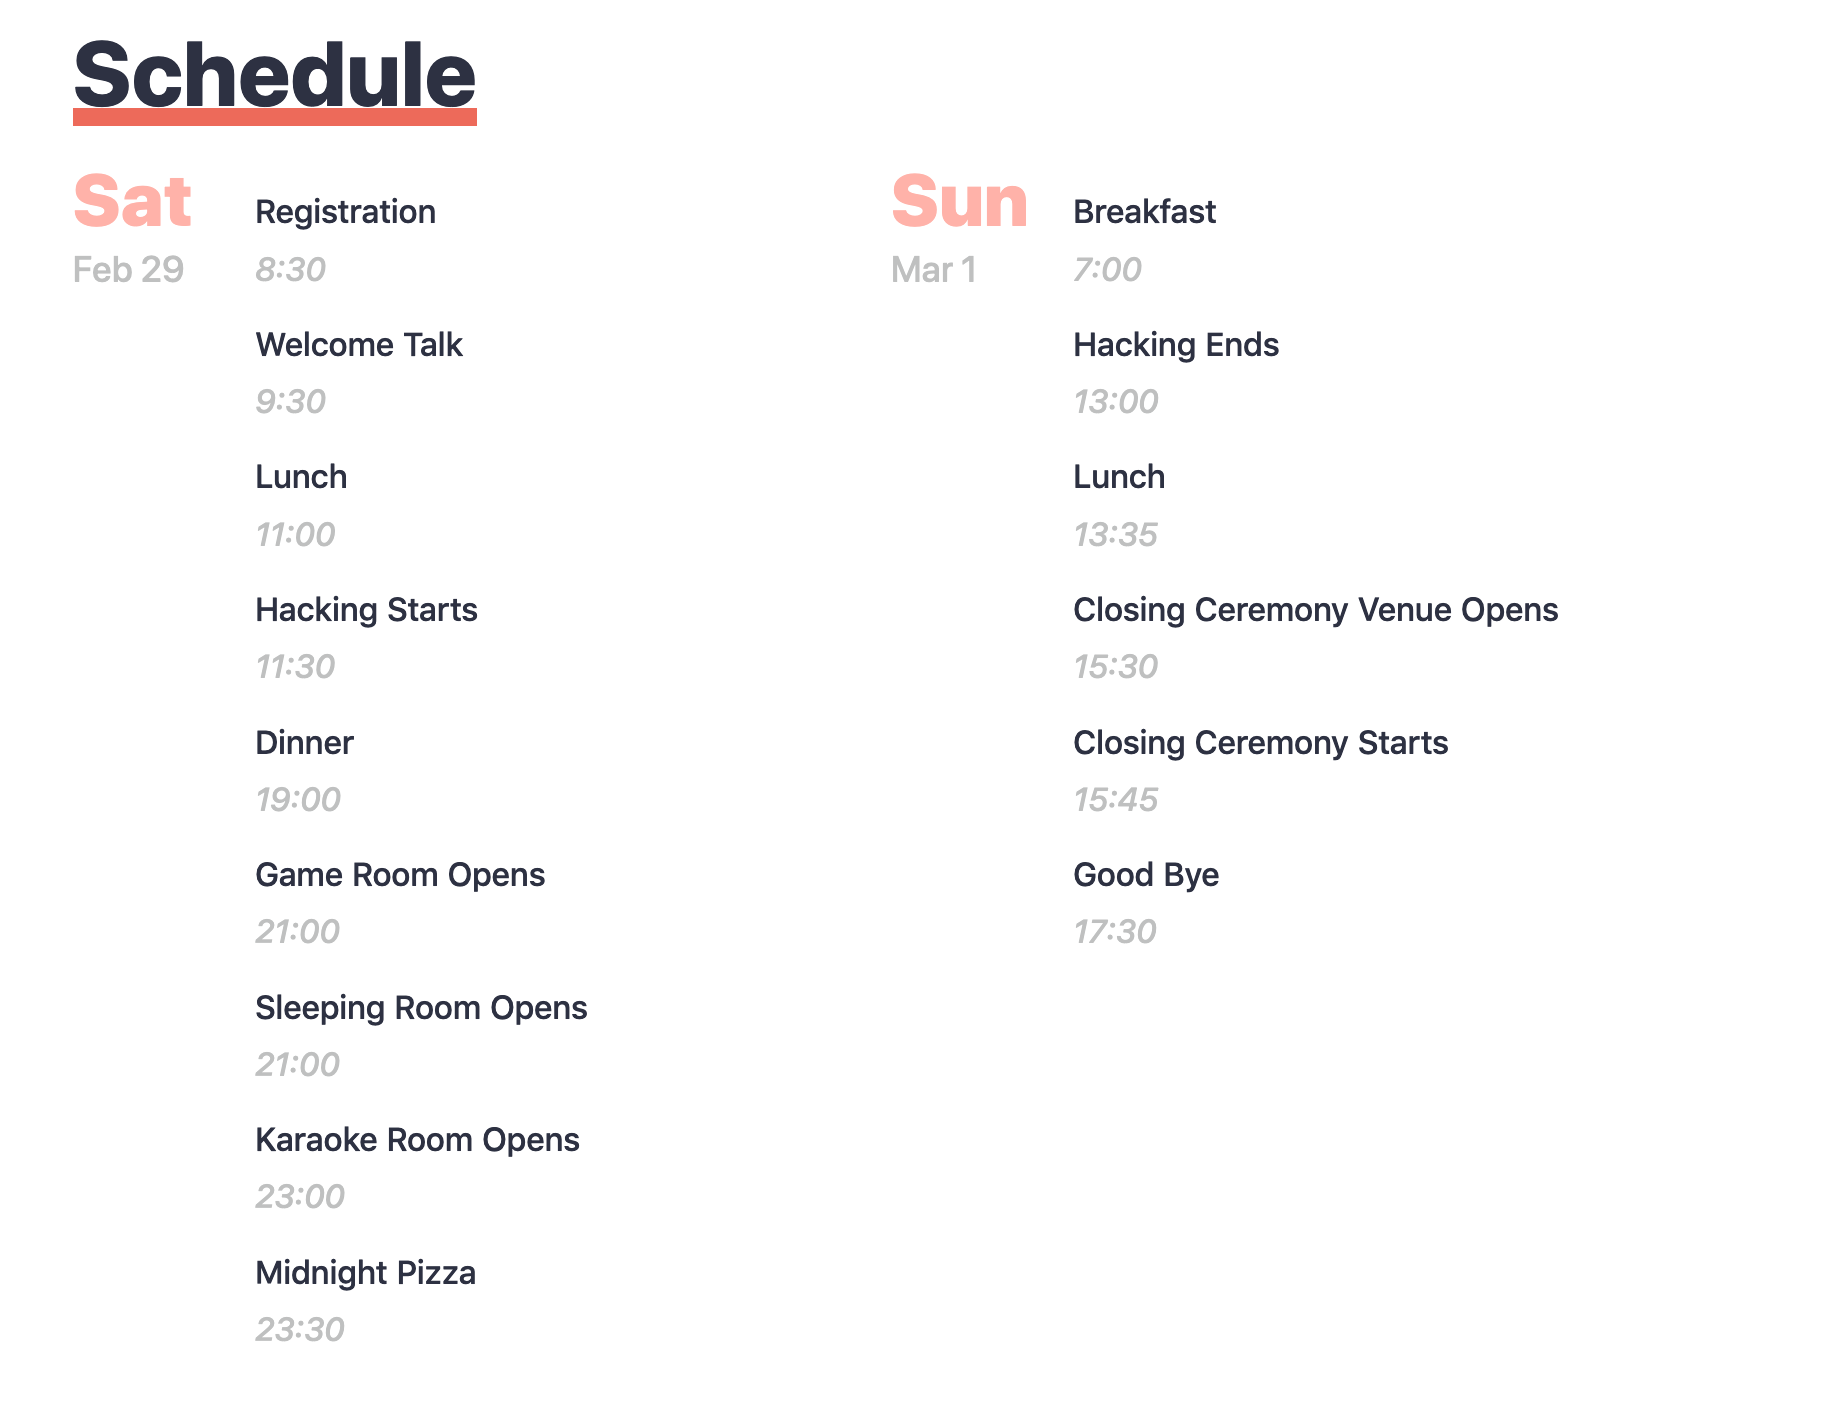 Schedule
Sat
Feb 29
Registration
8:30
Welcome Talk
9:30
Lunch
11:00
Hacking Starts
11:30
Dinner
19:00
Game Room Opens
21:00
Sleeping Room Opens
21:00
Karaoke Room Opens
23:00
Midnight Pizza
23:30
Sun
Mar 1
Breakfast
7:00
Hacking Ends
13:00
Lunch
13:35
Closing Ceremony Venue Opens
15:30
Closing Ceremony Starts
15:45
Good Bye
17:30